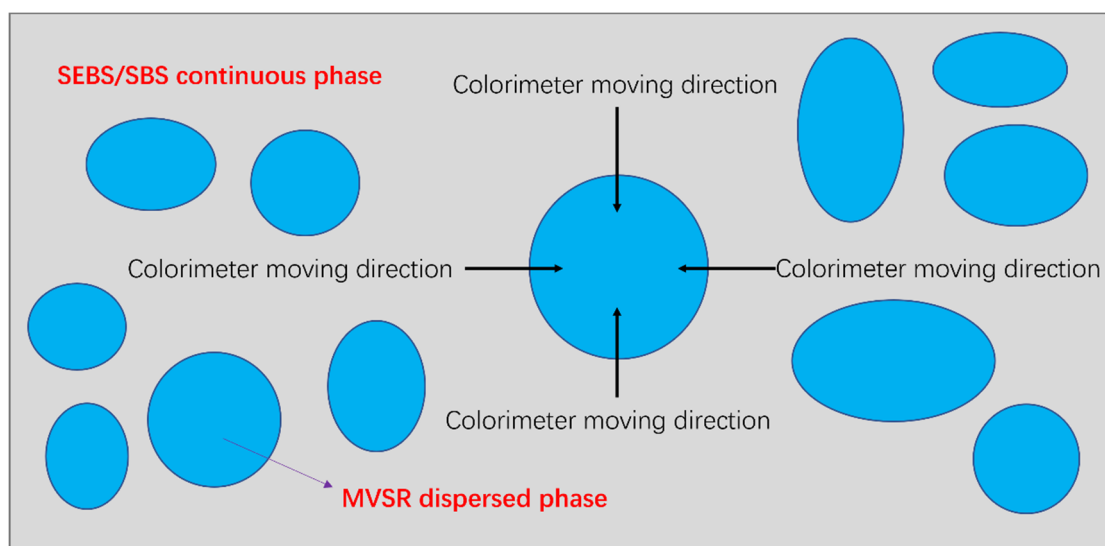 SEBS/SBS continuous phase
Colorimeter moving direction
Colorimeter moving direction
Colorimeter moving direction
Colorimeter moving direction
MVSR dispersed phase